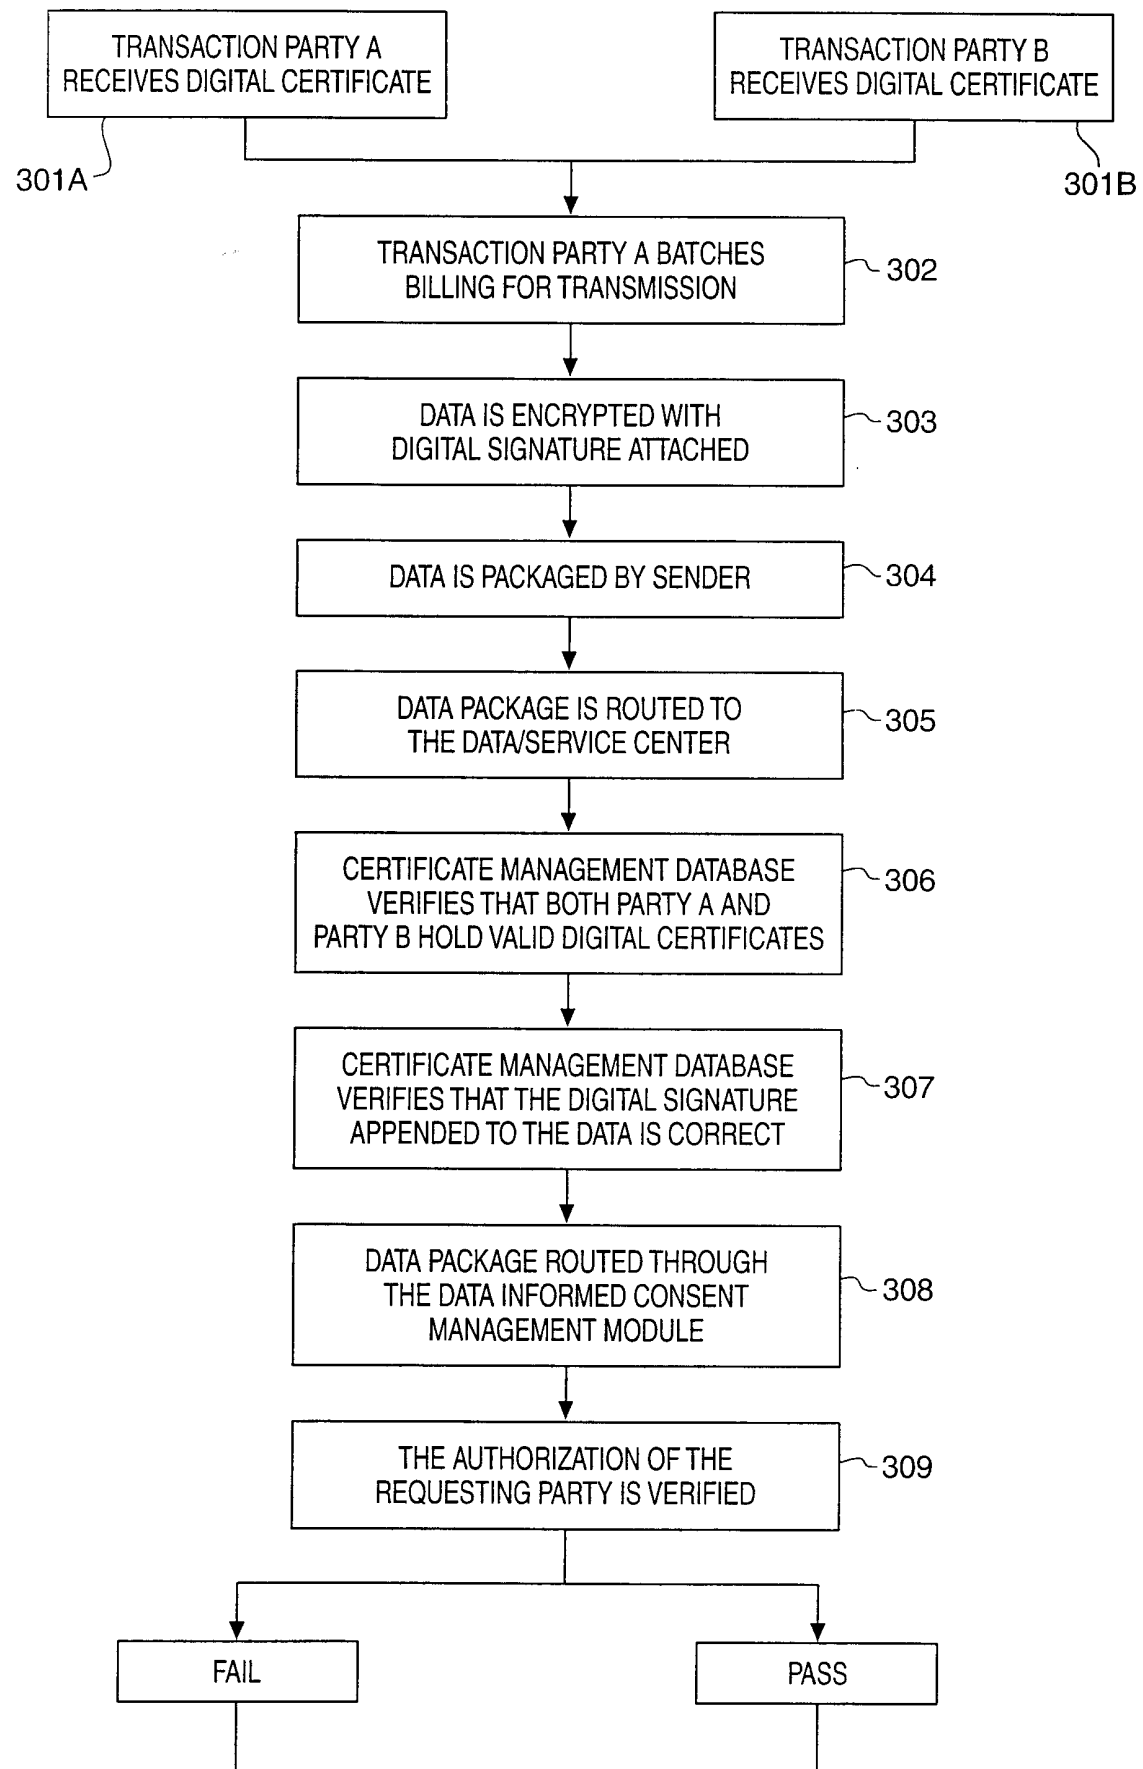 TRANSACTION PARTY A
RECEIVES DIGITAL CERTIFICATE
301A
TRANSACTION PARTY B
RECEIVES DIGITAL CERTIFICATE
301B
TRANSACTION PARTY A BATCHES
BILLING FOR TRANSMISSION
302
DATA IS ENCRYPTED WITH
DIGITAL SIGNATURE ATTACHED
303
DATA IS PACKAGED BY SENDER
304
DATA PACKAGE IS ROUTED TO
THE DATA/SERVICE CENTER
305
CERTIFICATE MANAGEMENT DATABASE
VERIFIES THAT BOTH PARTY A AND
PARTY B HOLD VALID DIGITAL CERTIFICATES
306
CERTIFICATE MANAGEMENT DATABASE
VERIFIES THAT THE DIGITAL SIGNATURE
APPENDED TO THE DATA IS CORRECT
307
DATA PACKAGE ROUTED THROUGH
THE DATA INFORMED CONSENT
MANAGEMENT MODULE
308
THE AUTHORIZATION OF THE
REQUESTING PARTY IS VERIFIED
309
FAIL
PASS